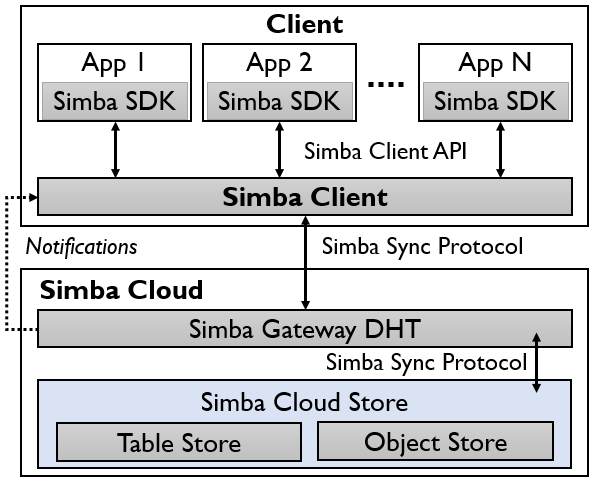 Client
App 1
App 2
....
App N
Simba SDK
Simba SDK
Simba SDK
Simba Client API
Simba Client
Notifications
Simba Sync Protocol
Simba Cloud
Simba Gateway DHT
Simba Sync Protocol
Simba Cloud Store
Table Store
Object Store